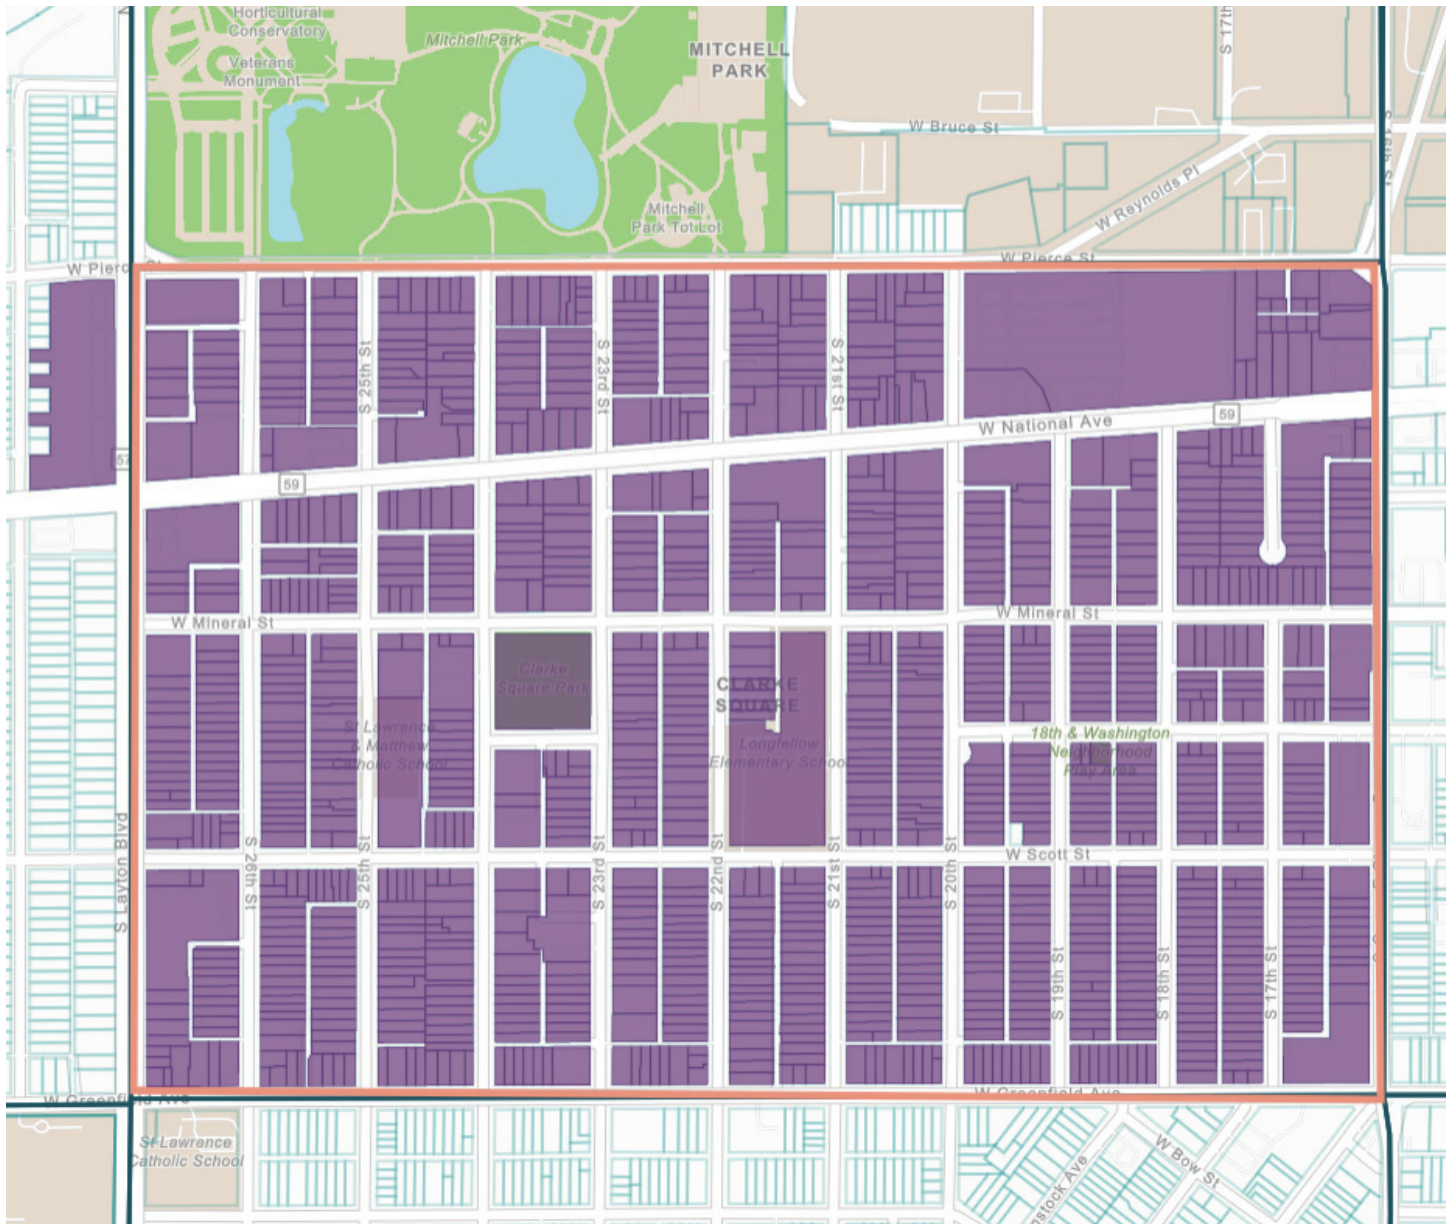 Horticultural
Conservatory
Veterans
Monument
Mitchell Park
MITCHELL
PARK
S 17th
W Bruce St
W Reynolds Pl
Mitchell
Park Tot Lot
W Pierce St
S 25th St
S 23rd St
S 21st St
W National Ave
59
57
59
W Mineral St
W Mineral St
Clarke
Square Park
CLARKE
SQUARE
St Lawrence
& Matthew
Catholic School
Longfellow
Elementary School
18th & Washington
Neighborhood
Play Area
S Layton Blvd
S 26th St
S 25th St
S 23rd St
S 22nd St
S 21st St
S 20th St
W Scott St
S 19th St
S 18th St
S 17th St
W Greenfield Ave
W Greenfield Ave
St Lawrence
Catholic School
W Bow St